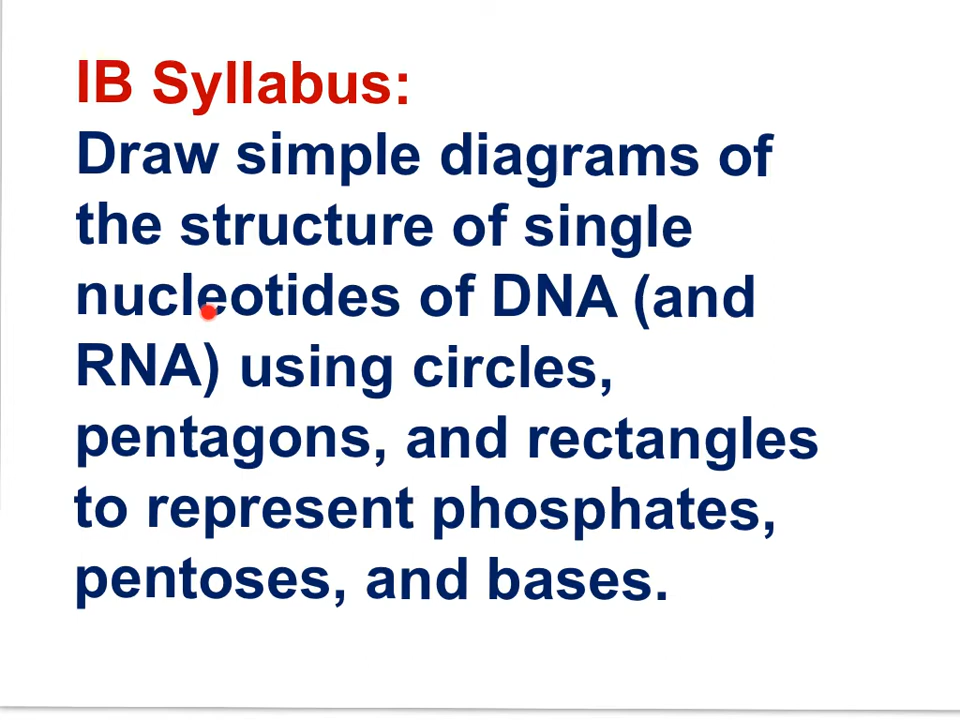 IB Syllabus:
Draw simple diagrams of
the structure of single
nucleotides of DNA (and
RNA) using circles,
pentagons, and rectangles
to represent phosphates,
pentoses, and bases.